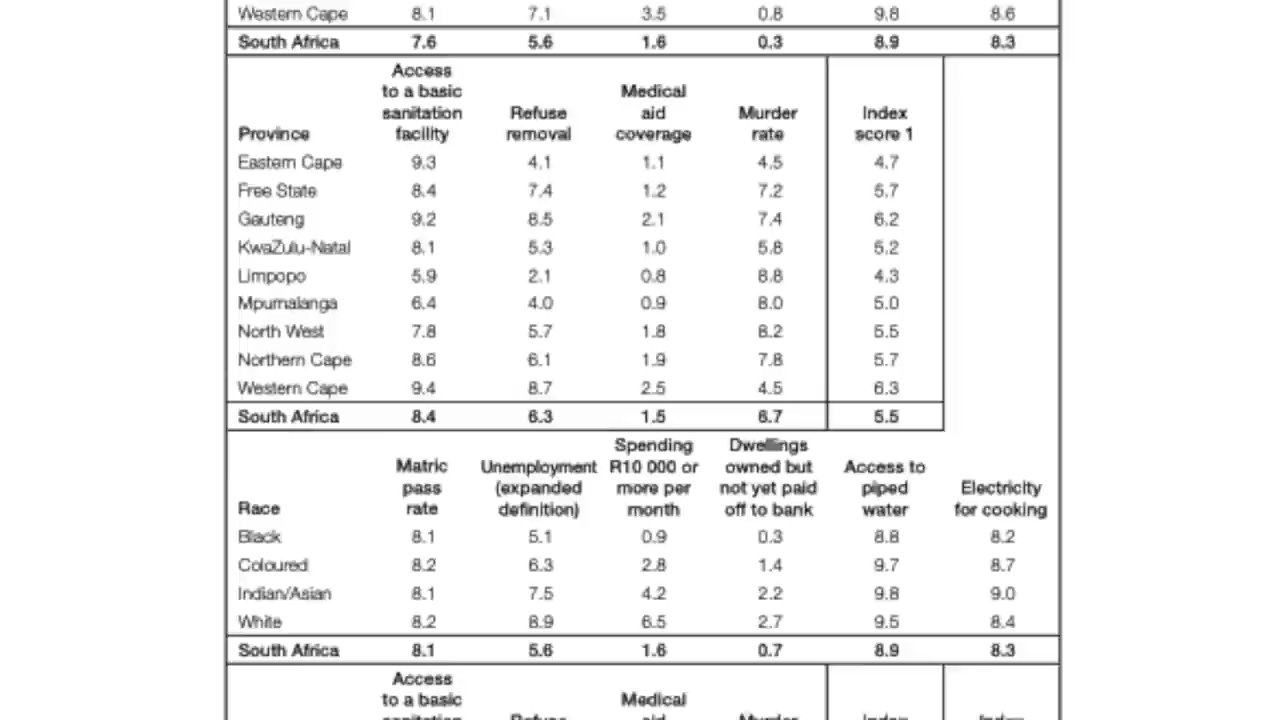 Western Cape 8.1 7.1 3.5 0.8 9.8 8.6
South Africa 7.6 5.6 1.6 0.3 8.9 8.3
Access
to a basic Medical
sanitation Refuse aid Murder Index
Province facility removal coverage rate score 1
Eastern Cape 9.3 4.1 1.1 4.5 4.7
Free State 8.4 7.4 1.2 7.2 5.7
Gauteng 9.2 8.5 2.1 7.4 6.2
KwaZulu-Natal 8.1 5.3 1.0 5.8 5.2
Limpopo 5.9 2.1 0.8 8.8 4.3
Mpumalanga 6.4 4.0 0.9 8.0 5.0
North West 7.8 5.7 1.8 8.2 5.5
Northern Cape 8.6 6.1 1.9 7.8 5.7
Western Cape 9.4 8.7 2.5 4.5 6.3
South Africa 8.4 6.3 1.5 6.7 5.5
Spending Dwellings
Matric Unemployment R10 000 or owned but Access to
pass (expanded more per not yet paid piped Electricity
Race rate definition) month off to bank water for cooking
Black 8.1 5.1 0.9 0.3 8.8 8.2
Coloured 8.2 6.3 2.8 1.4 9.7 8.7
Indian/Asian 8.1 7.5 4.2 2.2 9.8 9.0
White 8.2 8.9 6.5 2.7 9.5 8.4
South Africa 8.1 5.6 1.6 0.7 8.9 8.3
Access
to a basic Medical